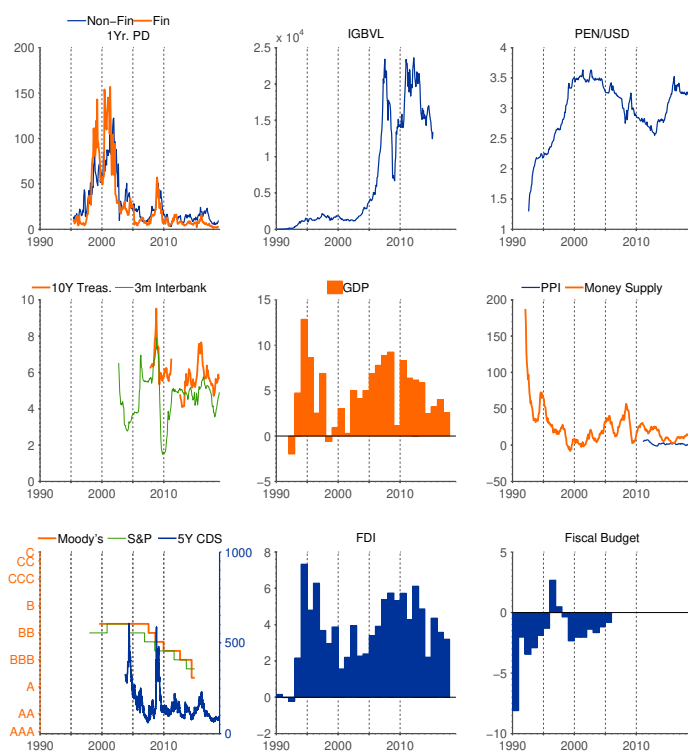 Non-Fin Fin
1Yr. PD
200
150
100
50
0
1990 2000 2010
IGBVL
x 10⁴
2.5
2
1.5
1
0.5
0
1990 2000 2010
PEN/USD
4
3.5
3
2.5
2
1.5
1
1990 2000 2010
10Y Treas. 3m Interbank
10
8
6
4
2
0
1990 2000 2010
GDP
15
10
5
0
−5
1990 2000 2010
PPI Money Supply
200
150
100
50
0
−50
1990 2000 2010
Moody's S&P 5Y CDS
C
CC
CCC
B
BB
BBB
A
AA
AAA
1000
500
0
1990 2000 2010
FDI
8
6
4
2
0
−2
1990 2000 2010
Fiscal Budget
5
0
−5
−10
1990 2000 2010